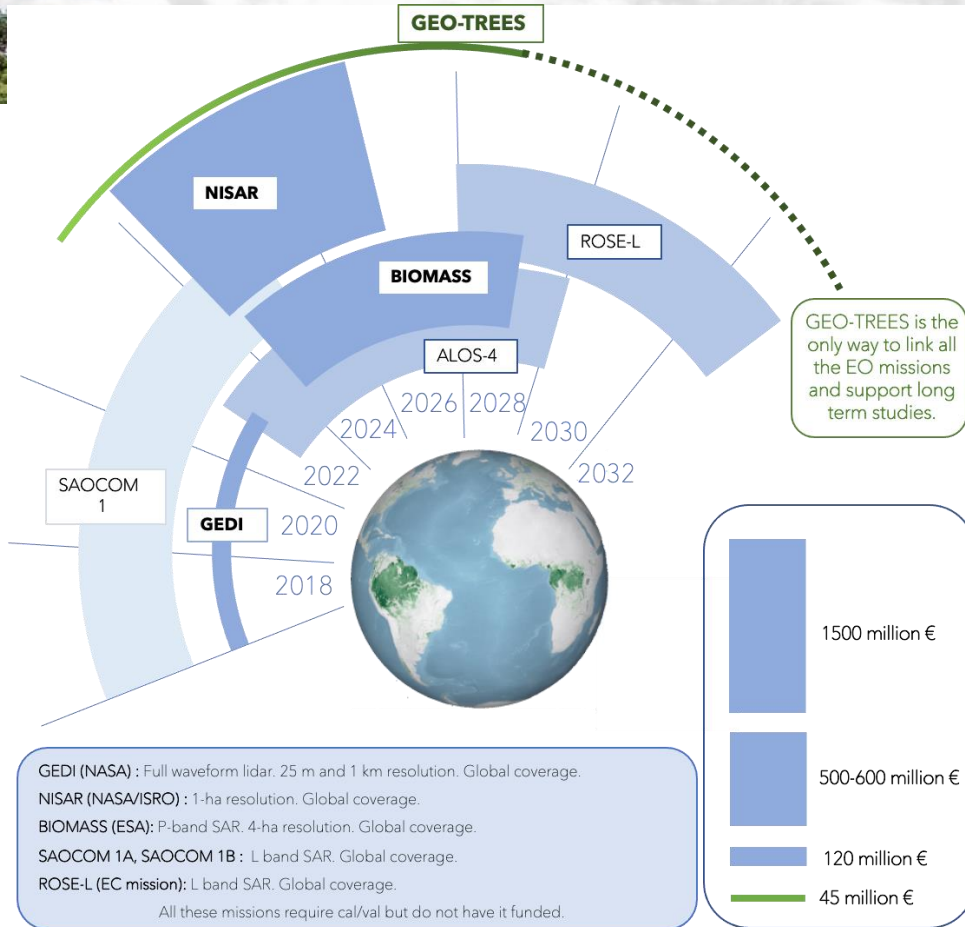 GEO-TREES
NISAR
ROSE-L
BIOMASS
ALOS-4
GEO-TREES is the
only way to link all
the EO missions
and support long
term studies.
2026
2028
2024
2030
2022
2032
SAOCOM
1
GEDI
2020
2018
1500 million €
500-600 million €
120 million €
45 million €
GEDI (NASA) : Full waveform lidar. 25 m and 1 km resolution. Global coverage.
NISAR (NASA/ISRO) : 1-ha resolution. Global coverage.
BIOMASS (ESA): P-band SAR. 4-ha resolution. Global coverage.
SAOCOM 1A, SAOCOM 1B : L band SAR. Global coverage.
ROSE-L (EC mission): L band SAR. Global coverage.
All these missions require cal/val but do not have it funded.